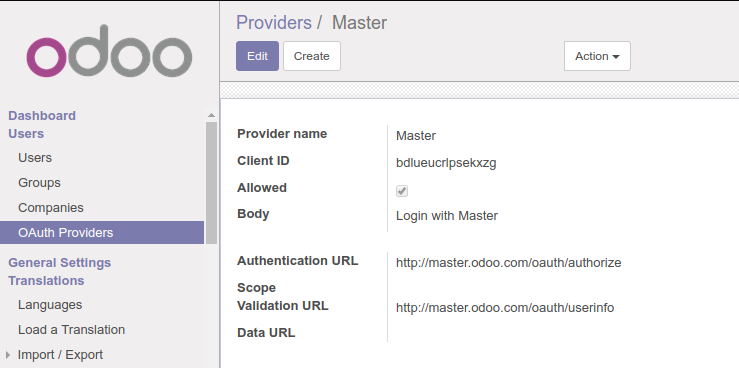 odoo
Dashboard
Users
Users
Groups
Companies
OAuth Providers
General Settings
Translations
Languages
Load a Translation
Import / Export
Providers / Master
Edit Create Action
Provider name Master
Client ID bdlueucrlpsekxzg
Allowed
Body Login with Master
Authentication URL http://master.odoo.com/oauth/authorize
Scope
Validation URL http://master.odoo.com/oauth/userinfo
Data URL